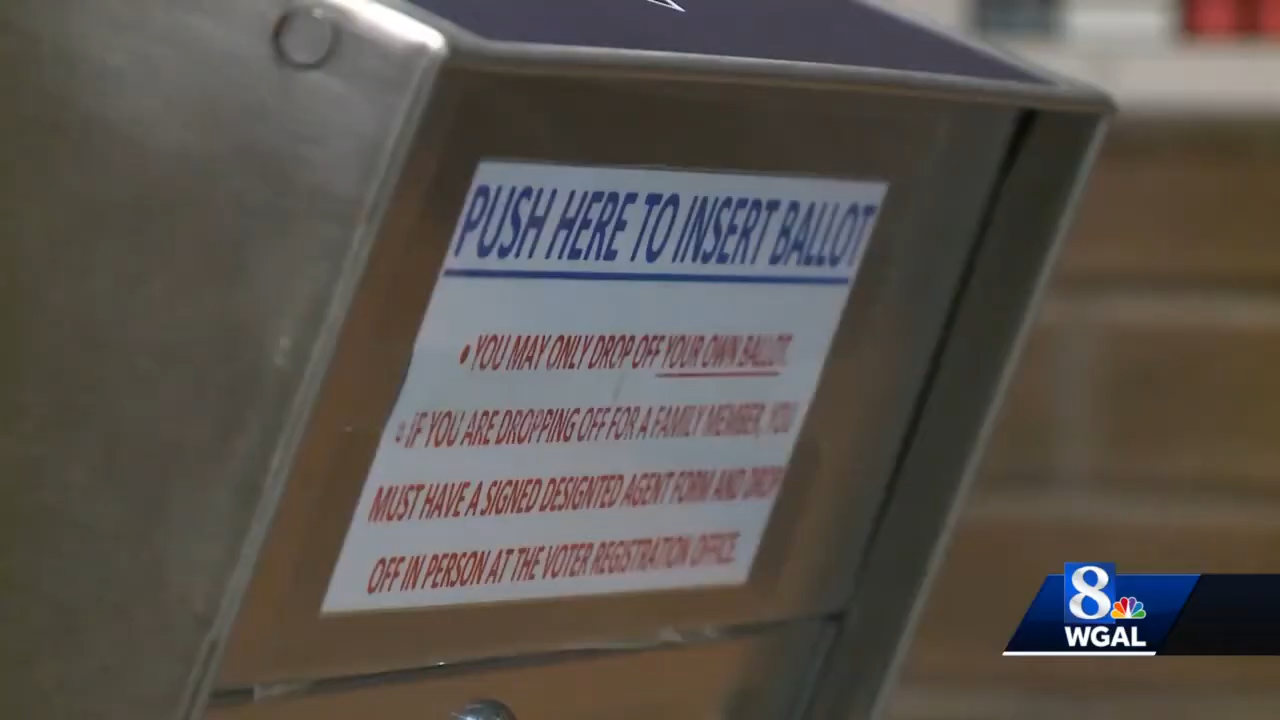 PUSH HERE TO INSERT BALLOT
• YOU MAY ONLY DROP OFF YOUR OWN BALLOT.
• IF YOU ARE DROPPING OFF FOR A FAMILY MEMBER, YOU
MUST HAVE A SIGNED DESIGNTED AGENT FORM AND DROP
OFF IN PERSON AT THE VOTER REGISTRATION OFFICE.
8
WGAL